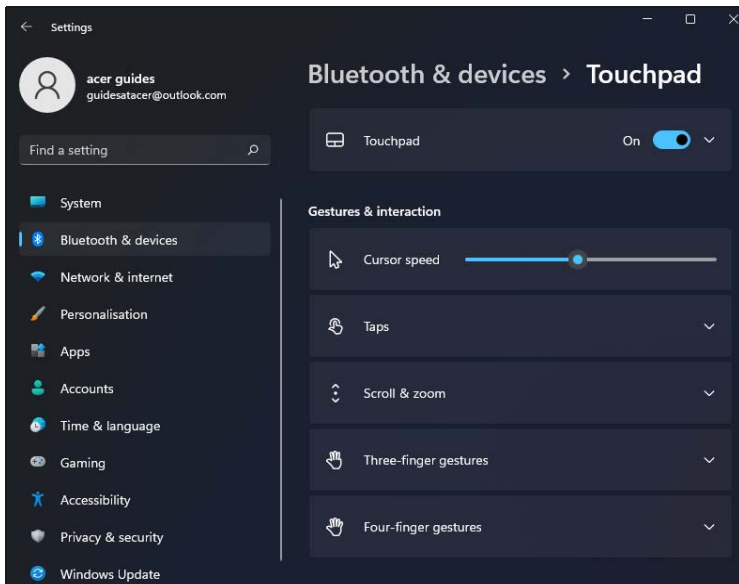 Settings
acer guides
guidesatacer@outlook.com
Find a setting
System
Bluetooth & devices
Network & internet
Personalisation
Apps
Accounts
Time & language
Gaming
Accessibility
Privacy & security
Windows Update
Bluetooth & devices > Touchpad
Touchpad On
Gestures & interaction
Cursor speed
Taps
Scroll & zoom
Three-finger gestures
Four-finger gestures